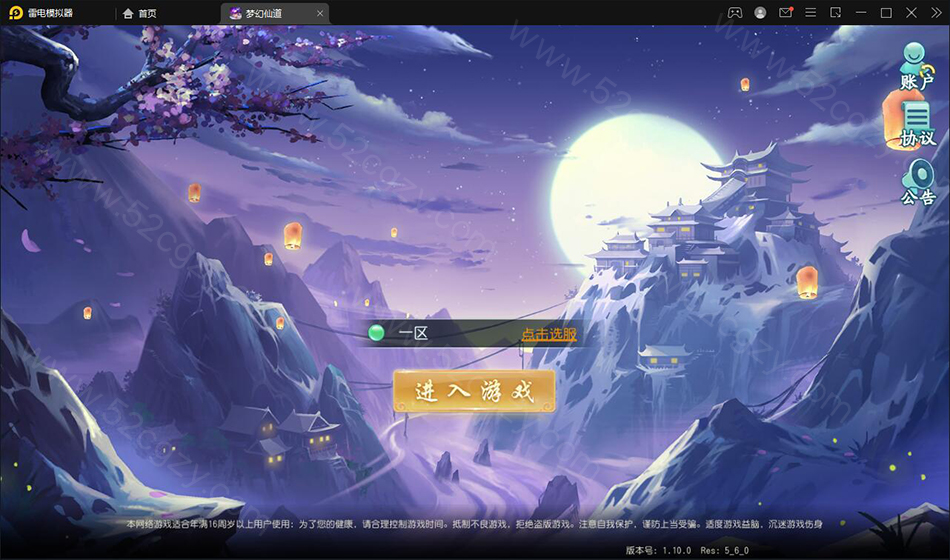 雷电模拟器
首页
梦幻仙道
账户
协议
公告
一区 点击选服
进入游戏
本网络游戏适合年满16周岁以上用户使用；为了您的健康，请合理控制游戏时间。抵制不良游戏，拒绝盗版游戏。注意自我保护，谨防上当受骗。适度游戏益脑，沉迷游戏伤身
版本号: 1.10.0 Res: 5_6_0